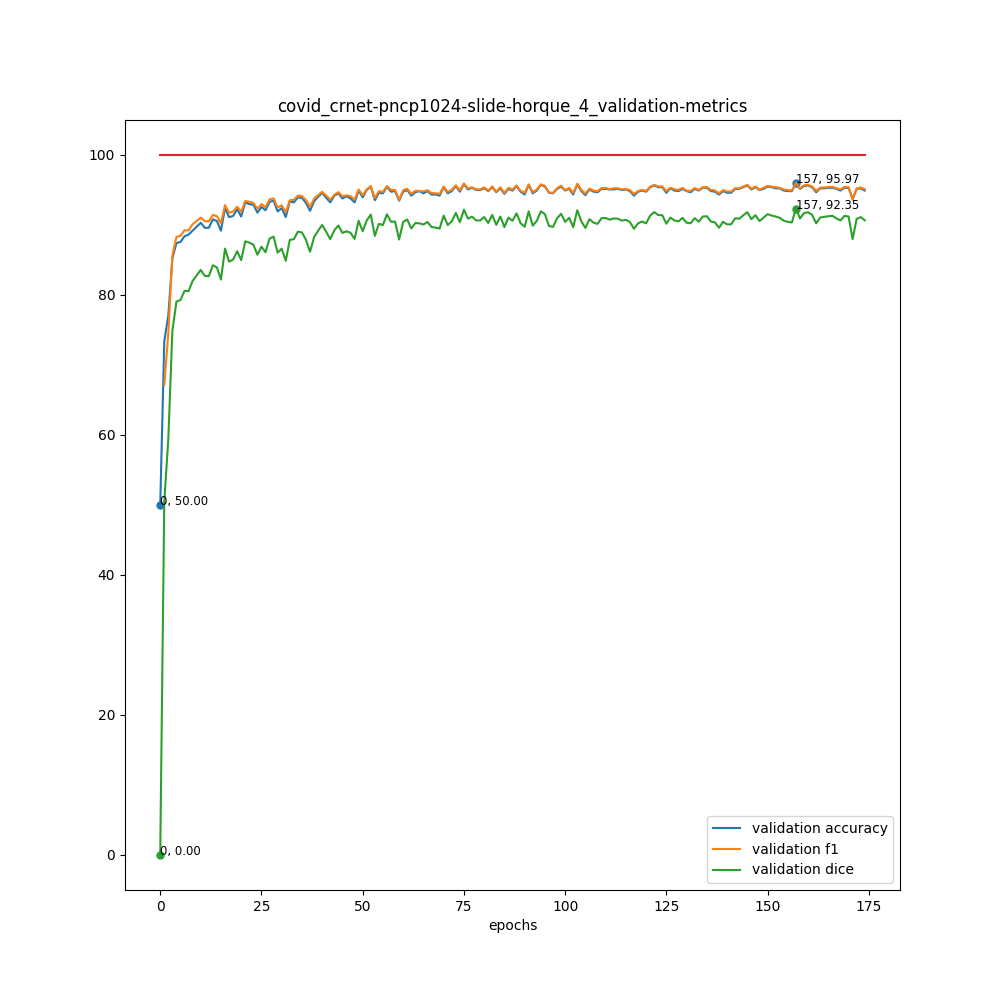 covid_crnet-pncp1024-slide-horque_4_validation-metrics
100
157, 95.97
157, 92.35
80
60
0, 50.00
40
20
validation accuracy
validation f1
0, 0.00
0
validation dice
0 25 50 75 100 125 150 175
epochs